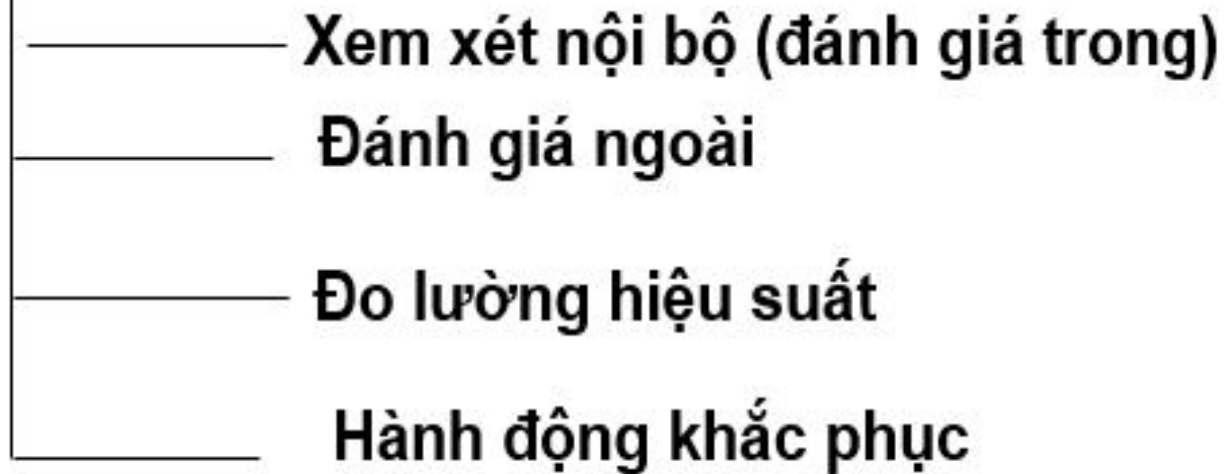 Xem xét nội bộ (đánh giá trong)
Đánh giá ngoài
Đo lường hiệu suất
Hành động khắc phục